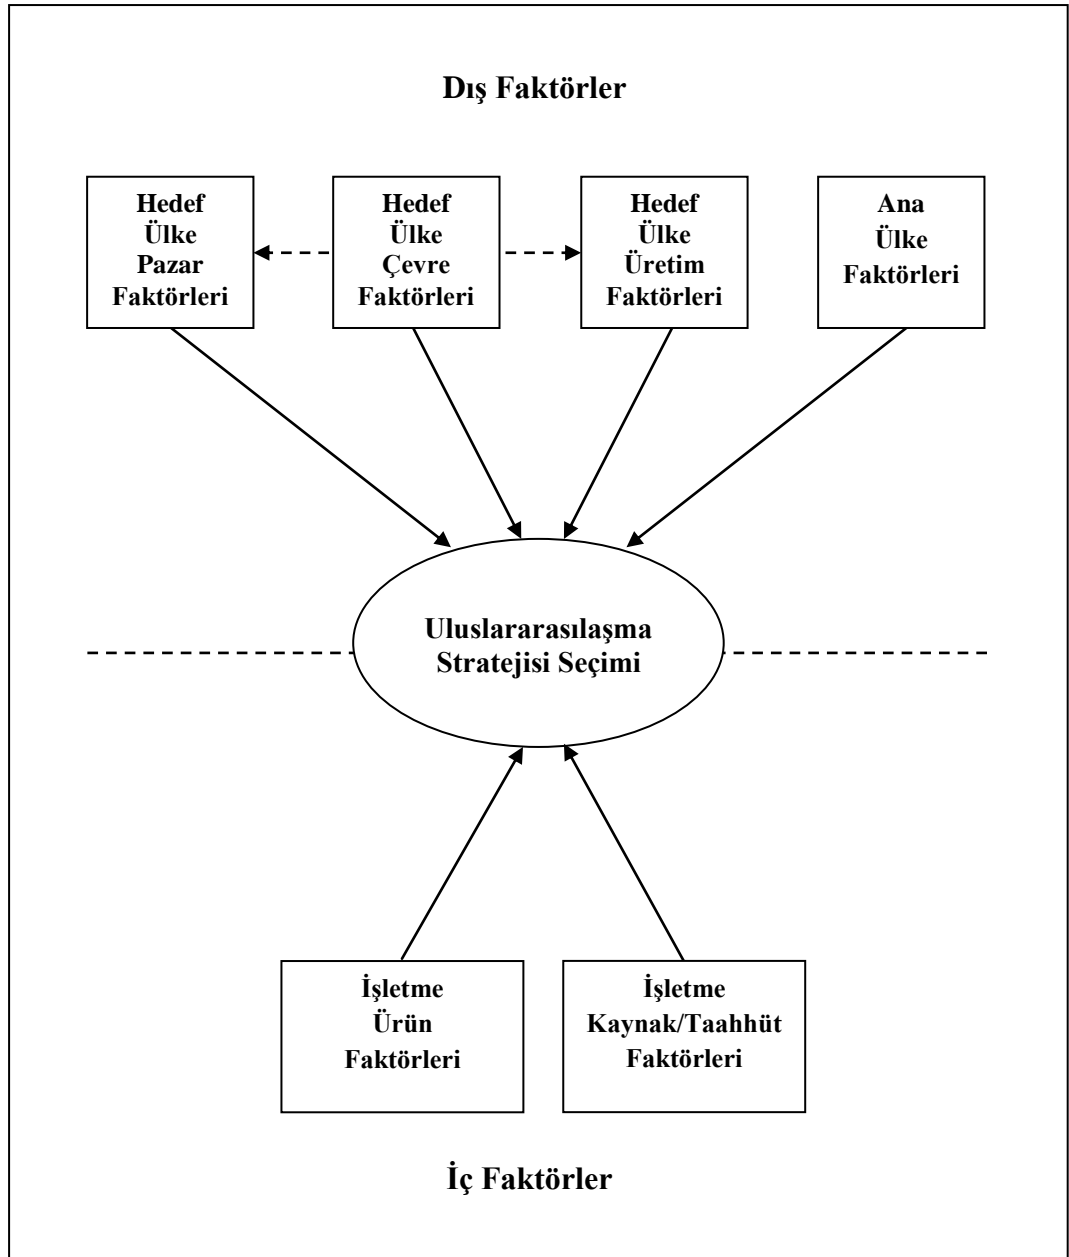 Dış Faktörler
Hedef
Ülke
Pazar
Faktörleri
Hedef
Ülke
Çevre
Faktörleri
Hedef
Ülke
Üretim
Faktörleri
Ana
Ülke
Faktörleri
Uluslararasılaşma
Stratejisi Seçimi
İşletme
Ürün
Faktörleri
İşletme
Kaynak/Taahhüt
Faktörleri
İç Faktörler